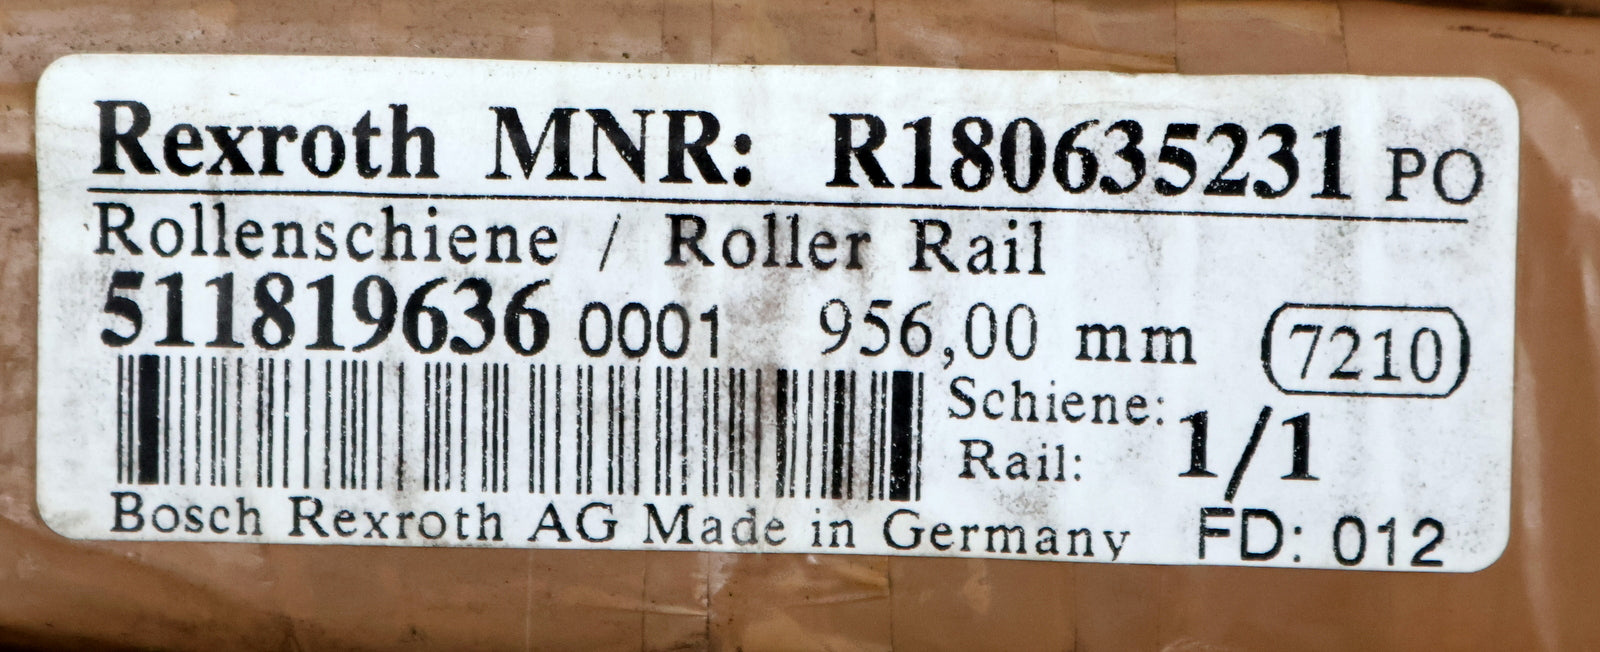 Rexroth MNR: R180635231 PO
Rollenschiene / Roller Rail
511819636 0001 956,00 mm 7210
Schiene: 1/1
Rail:
Bosch Rexroth AG Made in Germany FD: 012